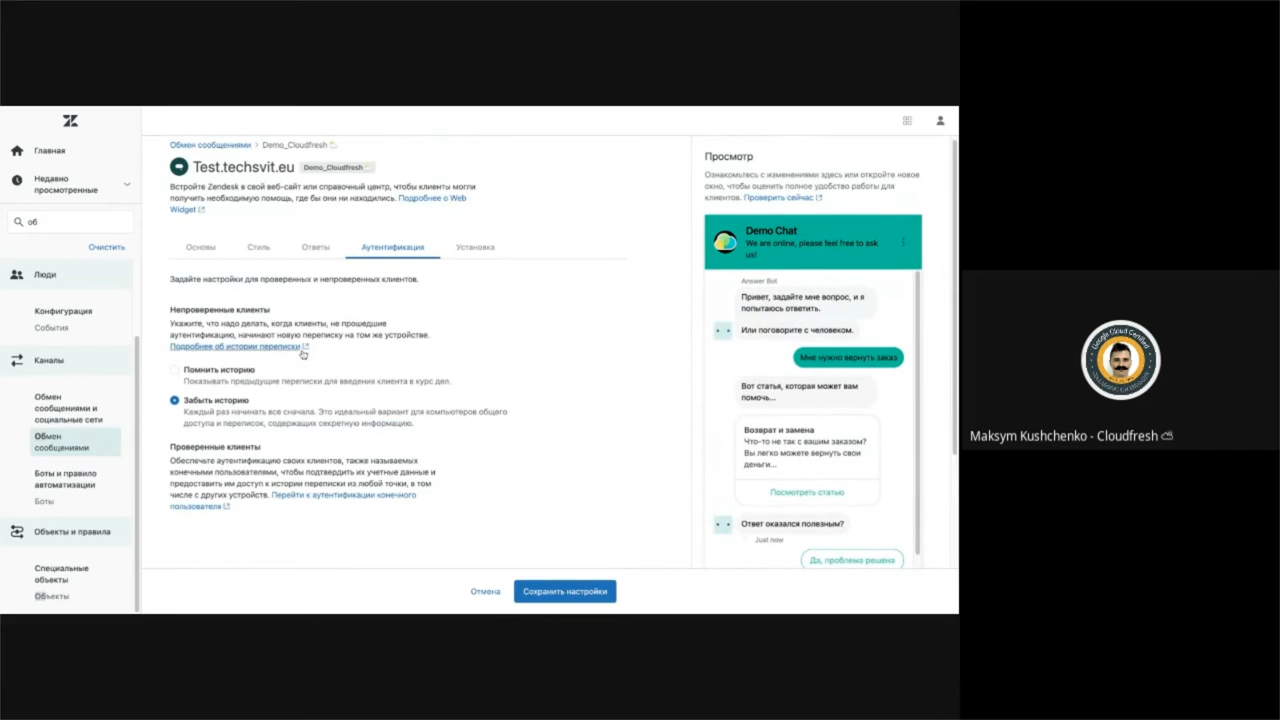 Главная
Недавно
просмотренные
об
Очистить
Люди
Конфигурация
События
Каналы
Обмен
сообщениями и
социальные сети
Обмен
сообщениями
Боты и правило
автоматизации
Боты
Объекты и правила
Специальные
объекты
Объекты
Обмен сообщениями > Demo_Cloudfresh
Test.techsvit.eu Demo_Cloudfresh
Встройте Zendesk в свой веб-сайт или справочный центр, чтобы клиенты могли
получить необходимую помощь, где бы они ни находились. Подробнее о Web
Widget
Основы Стиль Ответы Аутентификация Установка
Задайте настройки для проверенных и непроверенных клиентов.
Непроверенные клиенты
Укажите, что надо делать, когда клиенты, не прошедшие
аутентификацию, начинают новую переписку на том же устройстве.
Подробнее об истории переписки
Помнить историю
Показывать предыдущие переписки для введения клиента в курс дел.
Забыть историю
Каждый раз начинать все сначала. Это идеальный вариант для компьютеров общего
доступа и переписок, содержащих секретную информацию.
Проверенные клиенты
Обеспечьте аутентификацию своих клиентов, также называемых
конечными пользователями, чтобы подтвердить их учетные данные и
предоставить им доступ к истории переписки из любой точки, в том
числе с других устройств. Перейти к аутентификации конечного
пользователя
Отмена Сохранить настройки
Просмотр
Ознакомьтесь с изменениями здесь или откройте новое
окно, чтобы оценить полное удобство работы для
клиентов. Проверить сейчас
Demo Chat
We are online, please feel free to ask
us!
Answer Bot
Привет, задайте мне вопрос, и я
попытаюсь ответить.
Или поговорите с человеком.
Мне нужно вернуть заказ
Вот статья, которая может вам
помочь...
Возврат и замена
Что-то не так с вашим заказом?
Вы легко можете вернуть свои
деньги...
Посмотреть статью
Ответ оказался полезным?
Just now
Да, проблема решена
Maksym Kushchenko - Cloudfresh